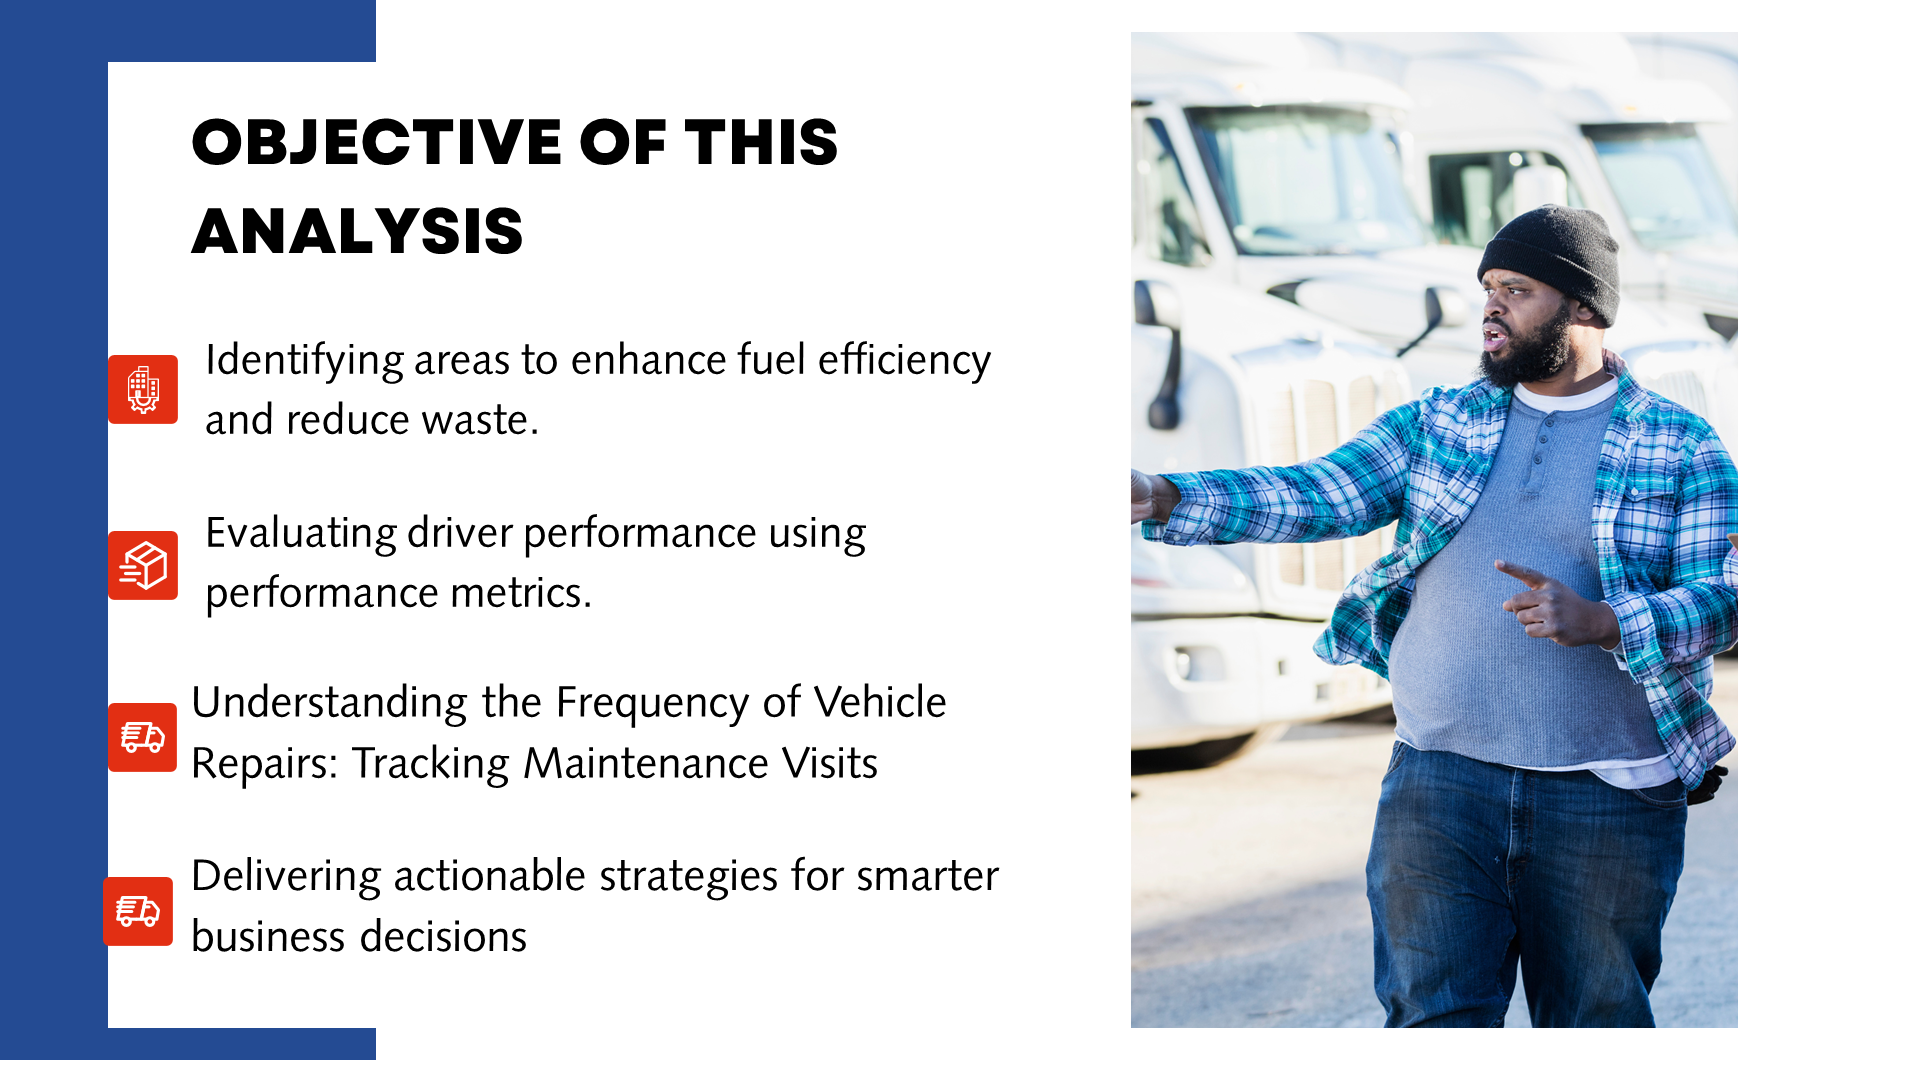 OBJECTIVE OF THIS
ANALYSIS
Identifying areas to enhance fuel efficiency
and reduce waste.
Evaluating driver performance using
performance metrics.
Understanding the Frequency of Vehicle
Repairs: Tracking Maintenance Visits
Delivering actionable strategies for smarter
business decisions